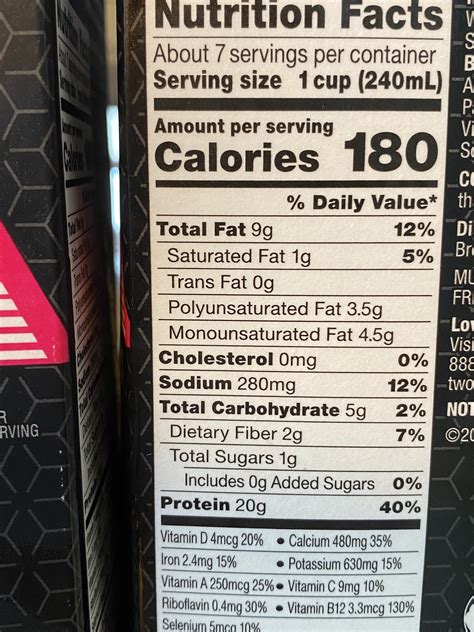 Nutrition Facts
About 7 servings per container
Serving size 1 cup (240mL)
Amount per serving
Calories 180
% Daily Value*
Total Fat 9g 12%
Saturated Fat 1g 5%
Trans Fat 0g
Polyunsaturated Fat 3.5g
Monounsaturated Fat 4.5g
Cholesterol 0mg 0%
Sodium 280mg 12%
Total Carbohydrate 5g 2%
Dietary Fiber 2g 7%
Total Sugars 1g
Includes 0g Added Sugars 0%
Protein 20g 40%
Vitamin D 4mcg 20% • Calcium 480mg 35%
Iron 2.4mg 15% • Potassium 630mg 15%
Vitamin A 250mcg 25% • Vitamin C 9mg 10%
Riboflavin 0.4mg 30% • Vitamin B12 3.3mcg 130%
Selenium 5mcg 10%